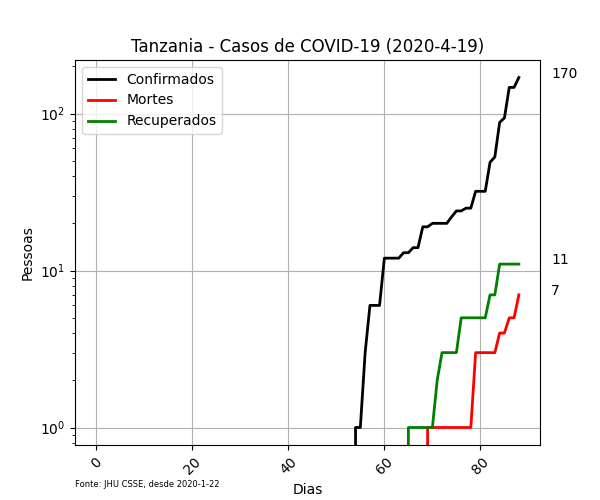 Tanzania - Casos de COVID-19 (2020-4-19)
Confirmados
Mortes
Recuperados
170
11
7
10²
10¹
10⁰
Pessoas
0
20
40
60
80
Dias
Fonte: JHU CSSE, desde 2020-1-22